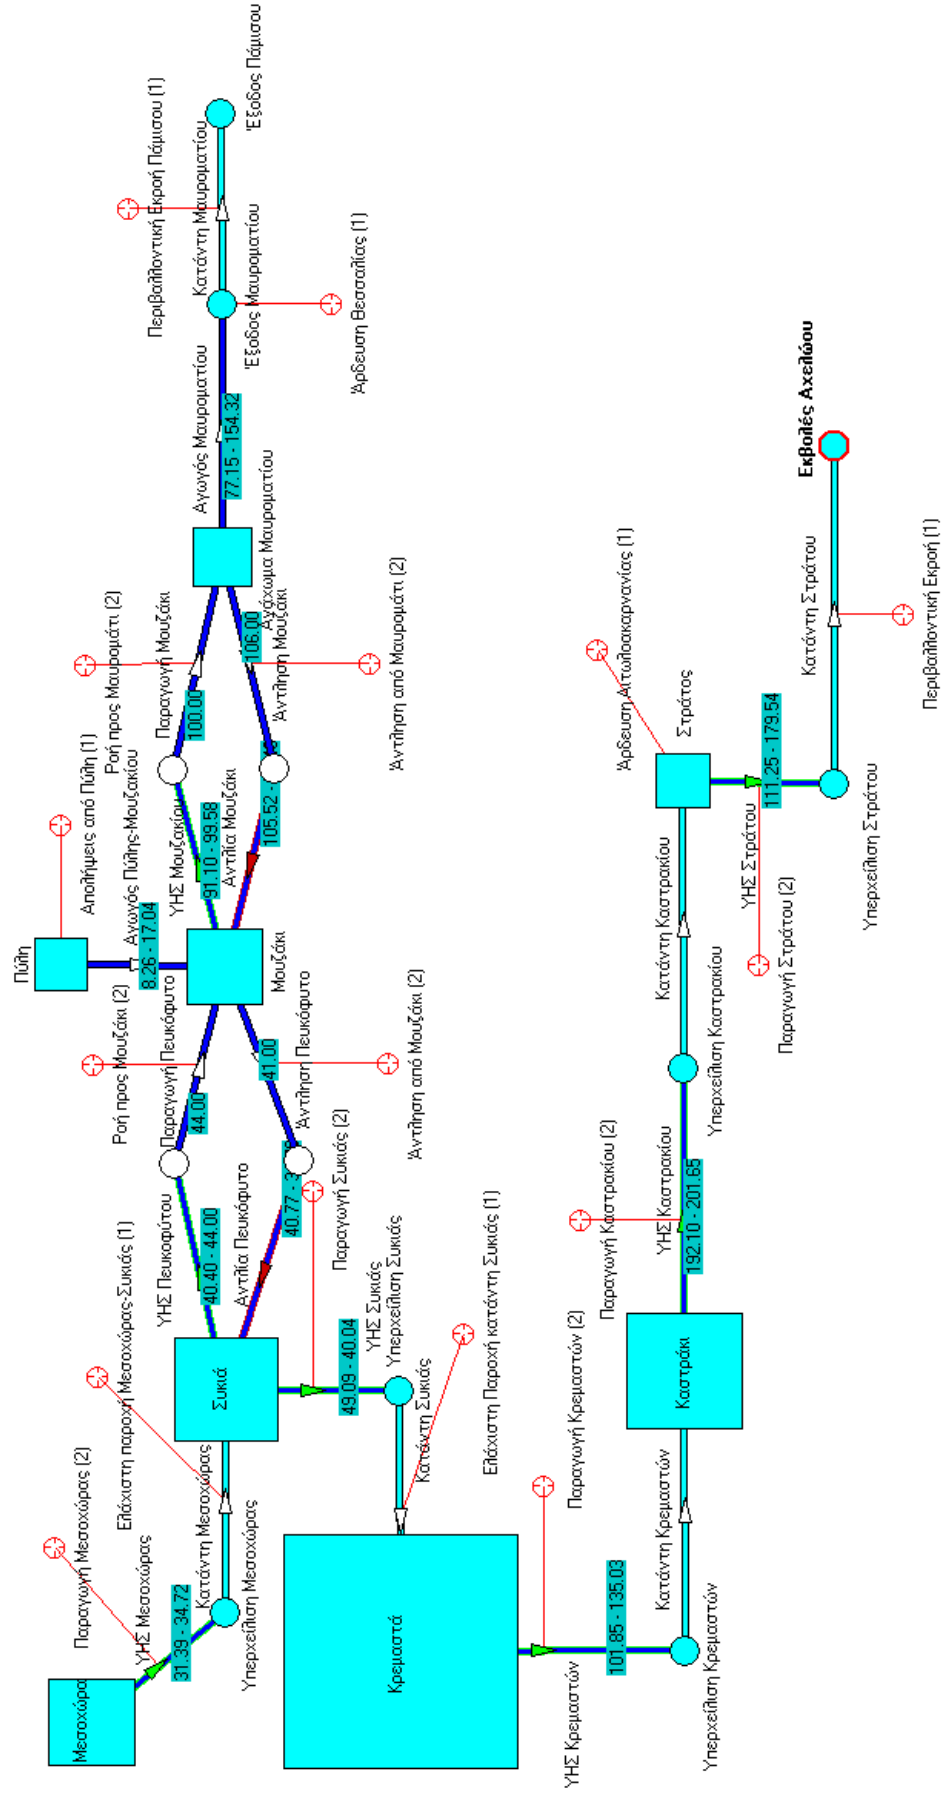 Μεσοχώρα
Παραγωγή Μεσοχώρας (2)
ΥΗΣ Μεσοχώρας
31.39 - 34.72
Υπερχείλιση Μεσοχώρας
Κατάντη Μεσοχώρας
Ελάχιστη παροχή Μεσοχώρας-Συκιάς (1)
Συκιά
ΥΗΣ Πευκοφύτου
40.40 - 44.00
Αντλία Πευκόφυτο
Παραγωγή Συκιάς (2)
ΥΗΣ Συκιάς
49.09 - 40.04
Υπερχείλιση Συκιάς
Κατάντη Συκιάς
Ελάχιστη Παροχή κατάντη Συκιάς (1)
Ροή προς Μουζάκι (2)
Παραγωγή Πευκόφυτο
44.00
41.00
Άντληση Πευκόφυτο
Άντληση από Μουζάκι (2)
Πύλη
Απολήψεις από Πύλη (1)
Αγωγός Πύλης-Μουζακίου
8.26 - 17.04
Μουζάκι
ΥΗΣ Μουζακίου
91.10 - 99.58
Αντλία Μουζάκι
105.52 -
40.77 - 3
Ροή προς Μαυρομάτι (2)
Παραγωγή Μουζάκι
100.00
106.00
Άντληση Μουζάκι
Ανάχωμα Μαυροματίου
Άντληση από Μαυρομάτι (2)
Αγωγός Μαυροματίου
77.15 - 154.32
Έξοδος Μαυροματίου
Άρδευση Θεσσαλίας (1)
Κατάντη Μαυροματίου
Περιβαλλοντική Εκροή Πάμισου (1)
Έξοδος Πάμισου
Κρεμαστά
ΥΗΣ Κρεμαστών
101.85 - 135.03
Παραγωγή Κρεμαστών (2)
Υπερχείλιση Κρεμαστών
Κατάντη Κρεμαστών
Καστράκι
Παραγωγή Καστρακίου (2)
ΥΗΣ Καστρακίου
192.10 - 201.65
Υπερχείλιση Καστρακίου
Κατάντη Καστρακίου
Στράτος
Άρδευση Αιτωλοακαρνανίας (1)
ΥΗΣ Στράτου
111.25 - 179.54
Παραγωγή Στράτου (2)
Υπερχείλιση Στράτου
Κατάντη Στράτου
Περιβαλλοντική Εκροή (1)
Εκβολές Αχελώου